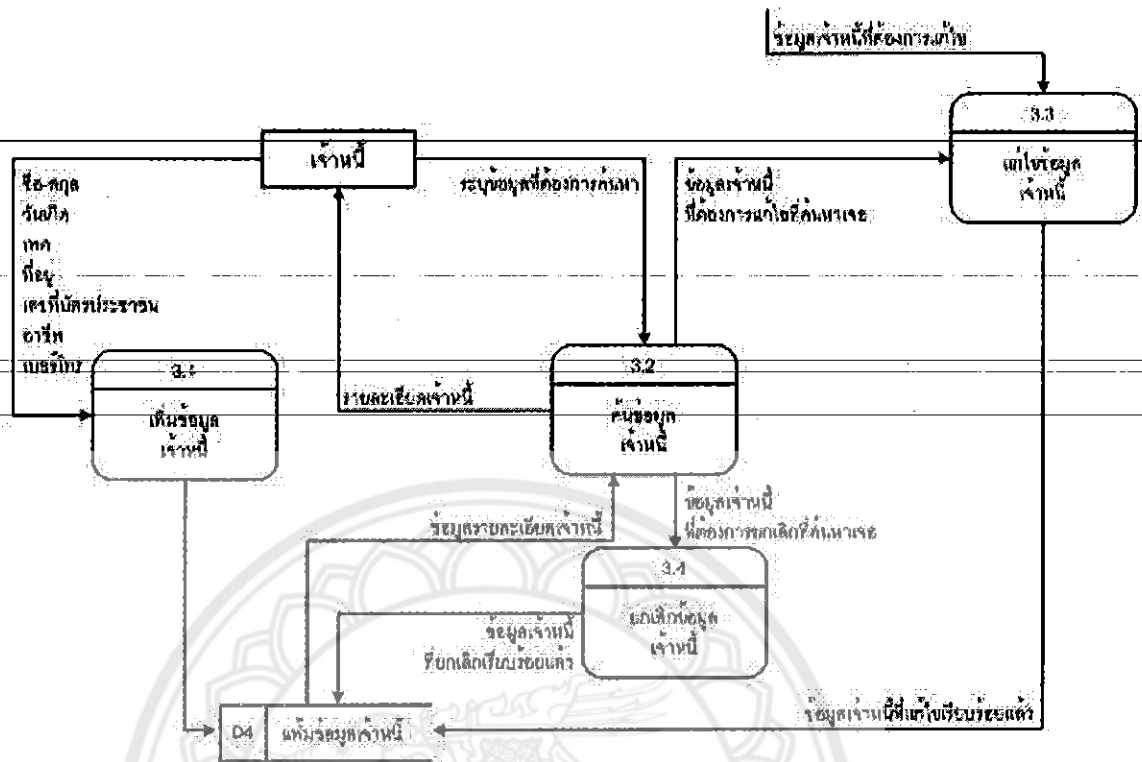 ข้อมูลเจ้าหนี้ที่ต้องการแก้ไข
3.3
แก้ไขข้อมูล
เจ้าหนี้
เจ้าหนี้
ชื่อ-สกุล
วันเกิด
เพศ
ที่อยู่
เลขที่บัตรประชาชน
อาชีพ
เบอร์โทร
ระบุข้อมูลที่ต้องการค้นหา
ข้อมูลเจ้าหนี้
ที่ต้องการแก้ไขที่ค้นหาเจอ
3.1
เพิ่มข้อมูล
เจ้าหนี้
รายละเอียดเจ้าหนี้
3.2
ค้นข้อมูล
เจ้าหนี้
ข้อมูลรายละเอียดเจ้าหนี้
ข้อมูลเจ้าหนี้
ที่ต้องการยกเลิกที่ค้นหาเจอ
3.4
ยกเลิกข้อมูล
เจ้าหนี้
ข้อมูลเจ้าหนี้
ที่ยกเลิกเรียบร้อยแล้ว
D4 แฟ้มข้อมูลเจ้าหนี้
ข้อมูลเจ้าหนี้ที่แก้ไขเรียบร้อยแล้ว